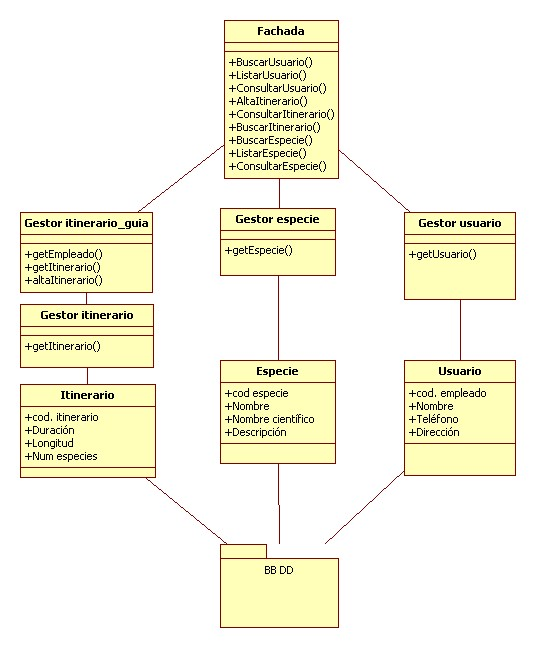 Fachada
+BuscarUsuario()
+ListarUsuario()
+ConsultarUsuario()
+AltaItinerario()
+ConsultarItinerario()
+BuscarItinerario()
+BuscarEspecie()
+ListarEspecie()
+ConsultarEspecie()
Gestor itinerario_guia
+getEmpleado()
+getItinerario()
+altaItinerario()
Gestor especie
+getEspecie()
Gestor usuario
+getUsuario()
Gestor itinerario
+getItinerario()
Itinerario
+cod. itinerario
+Duración
+Longitud
+Num especies
Especie
+cod especie
+Nombre
+Nombre científico
+Descripción
Usuario
+cod. empleado
+Nombre
+Teléfono
+Dirección
BB DD